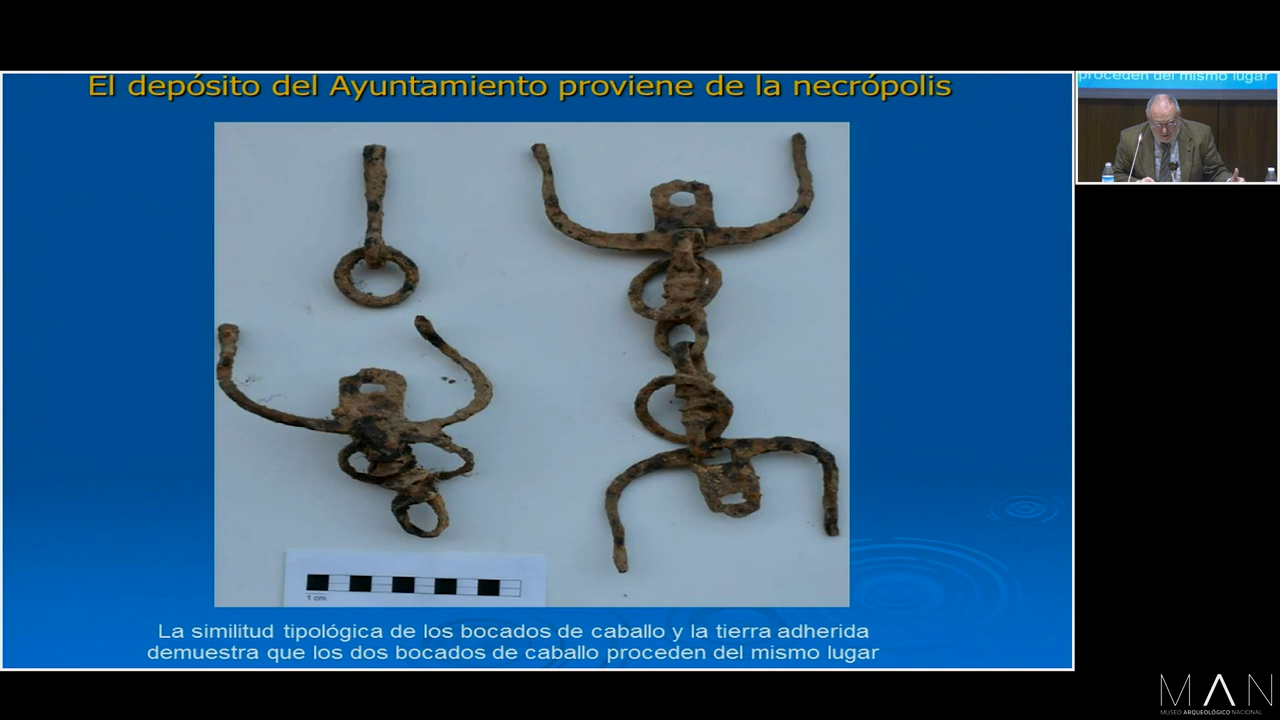 El depósito del Ayuntamiento proviene de la necrópolis
proceden del mismo lugar
1 cm
La similitud tipológica de los bocados de caballo y la tierra adherida
demuestra que los dos bocados de caballo proceden del mismo lugar
MAN
MUSEO ARQUEOLÓGICO NACIONAL